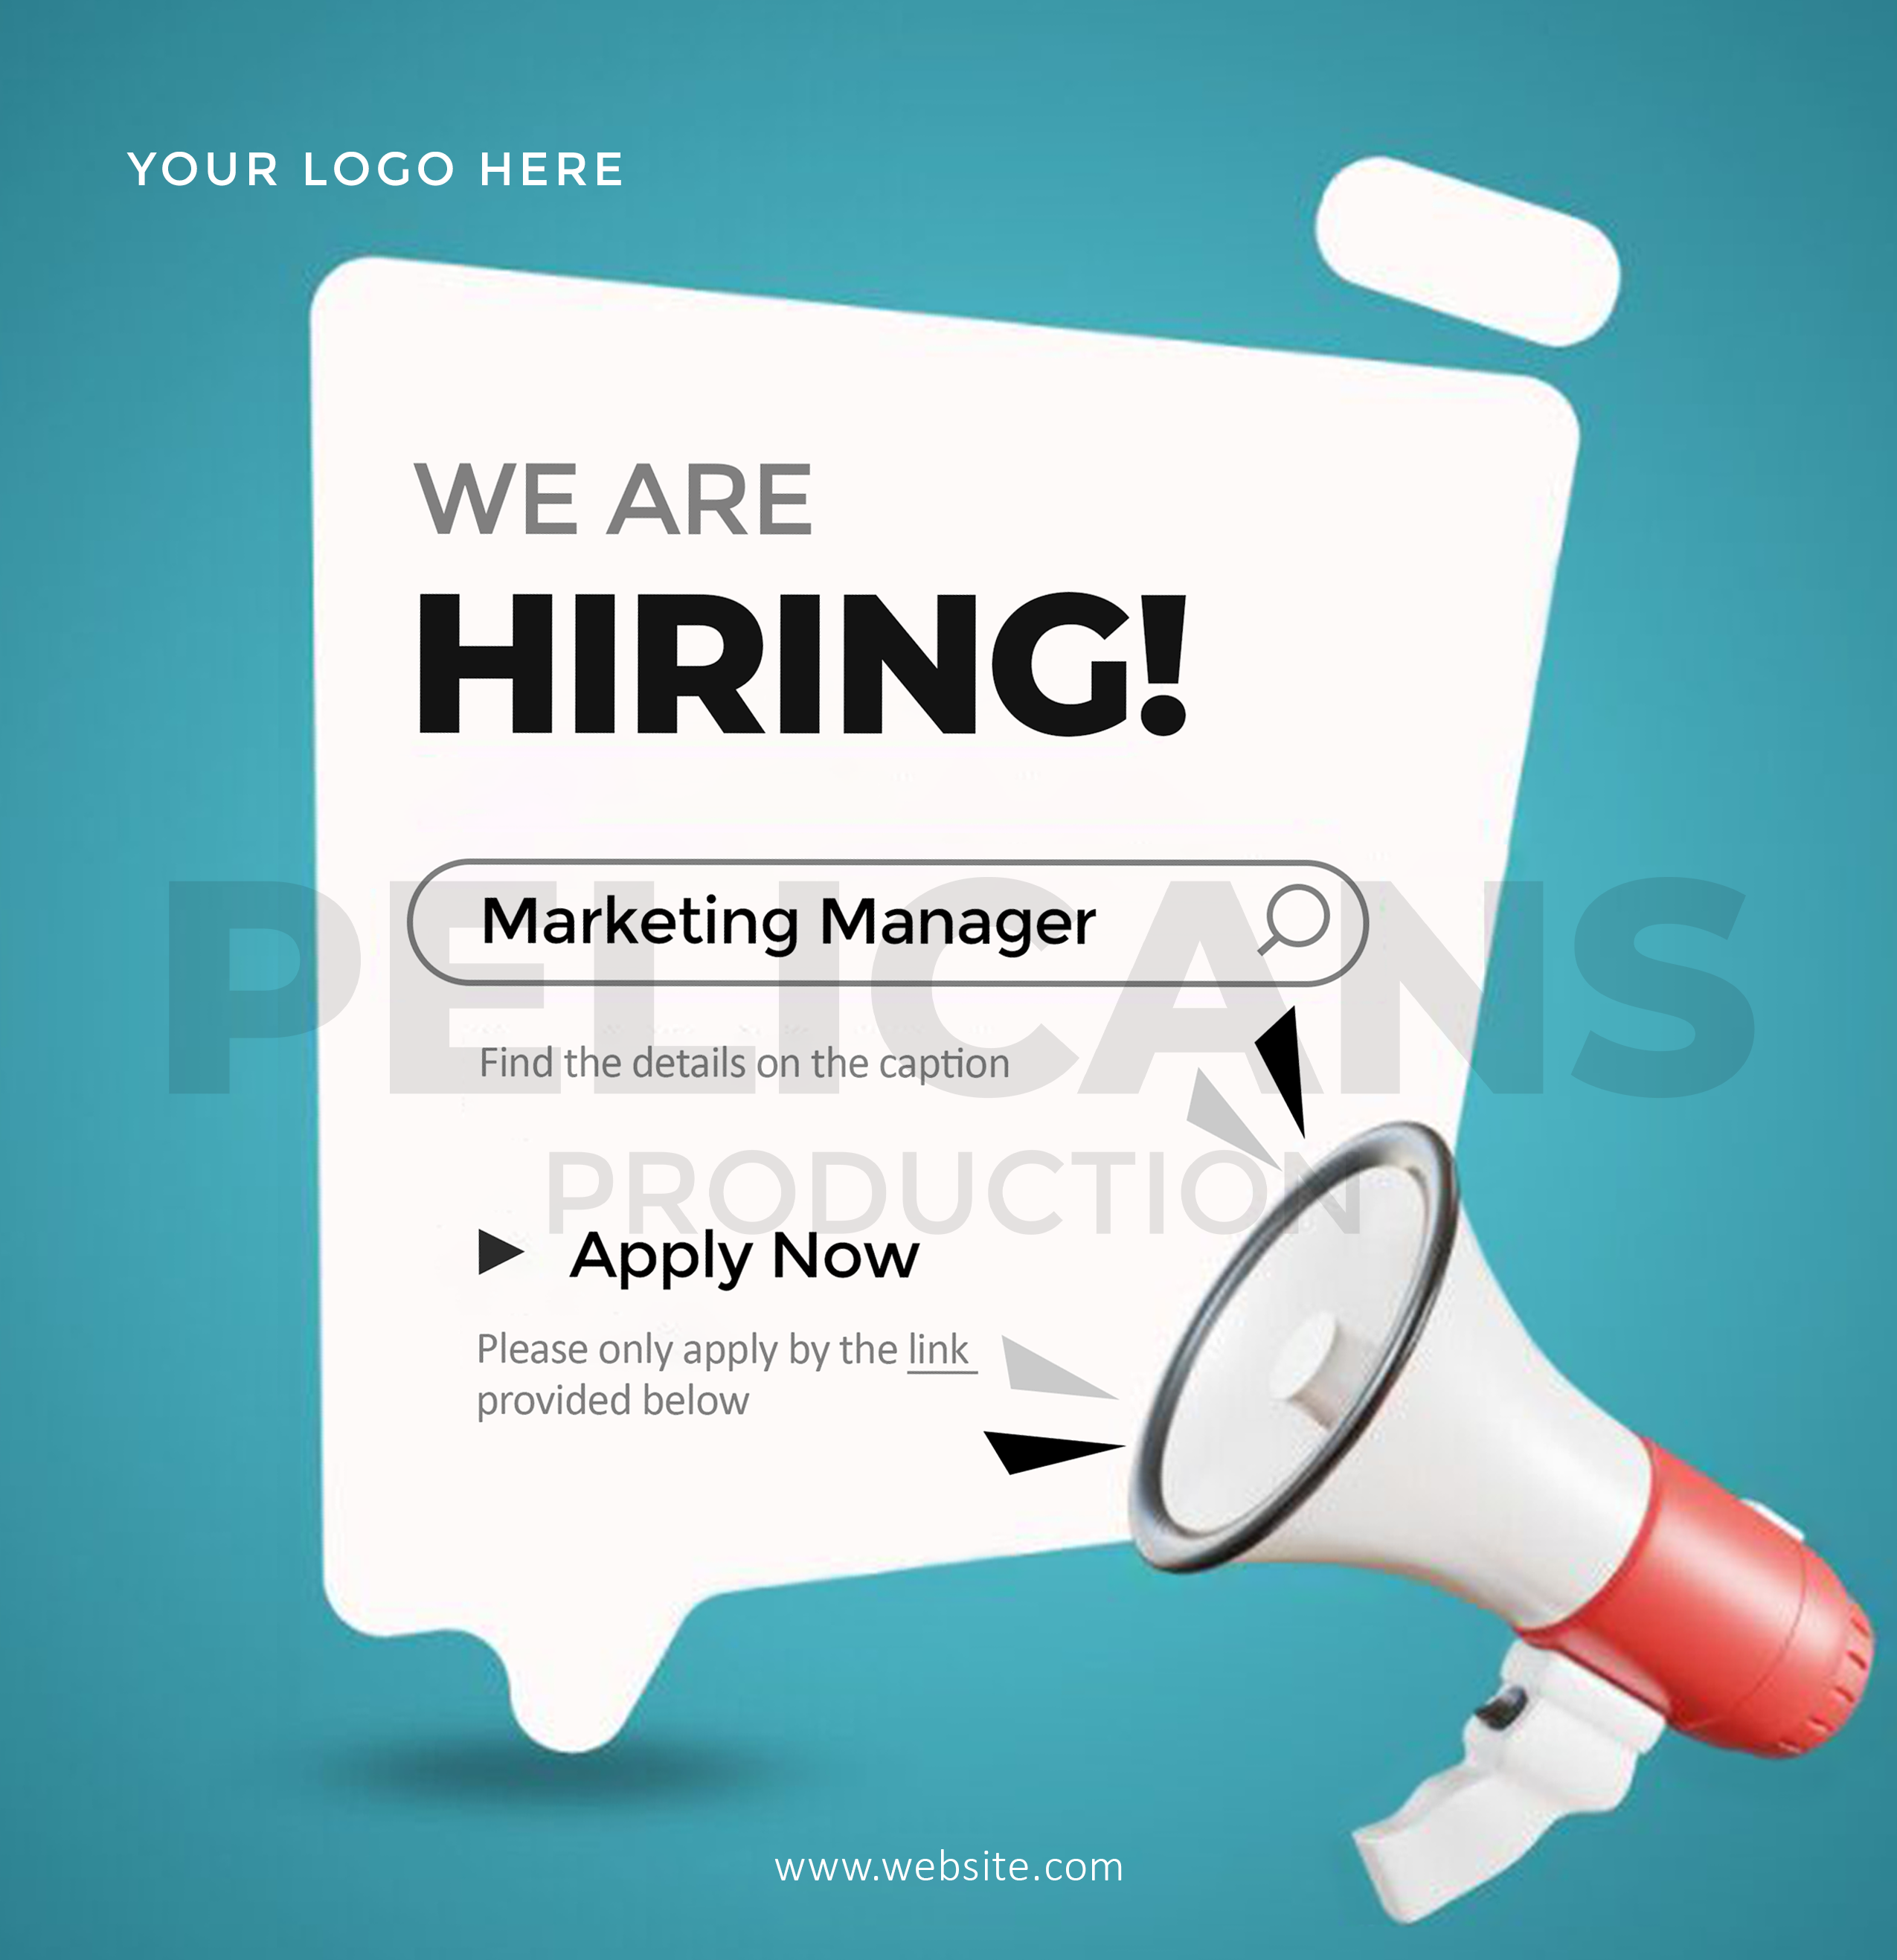 YOUR LOGO HERE
WE ARE
HIRING!
Marketing Manager
Find the details on the caption
PELICANS
PRODUCTION
Apply Now
Please only apply by the link
provided below
www.website.com